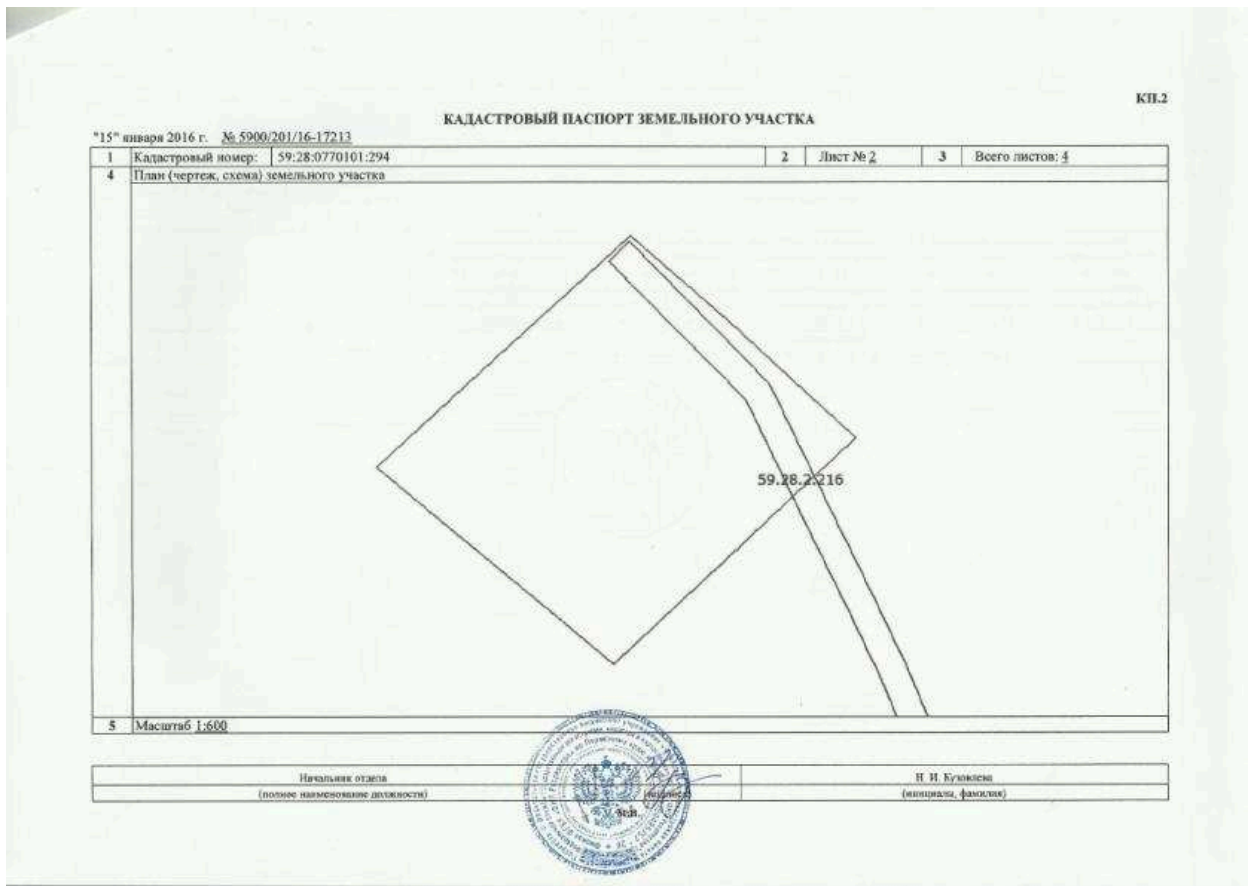 КП.2
КАДАСТРОВЫЙ ПАСПОРТ ЗЕМЕЛЬНОГО УЧАСТКА
"15" января 2016 г. № 5900/201/16-17213
1 Кадастровый номер: 59:28:0770101:294 2 Лист № 2 3 Всего листов: 4
4 План (чертеж, схема) земельного участка
59.28.2.216
5 Масштаб 1:600
Начальник отдела Н. И.
(полное наименование должности) (подпись) (инициалы, фамилия)